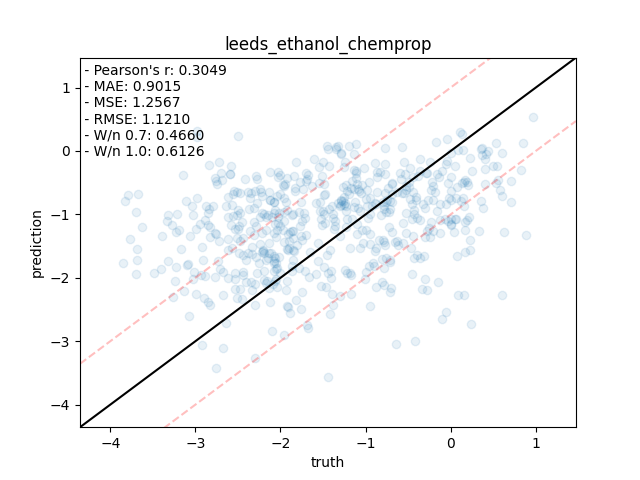 leeds_ethanol_chemprop
- Pearson's r: 0.3049
- MAE: 0.9015
- MSE: 1.2567
- RMSE: 1.1210
- W/n 0.7: 0.4660
- W/n 1.0: 0.6126
prediction
1
0
−1
−2
−3
−4
−4 −3 −2 −1 0 1
truth